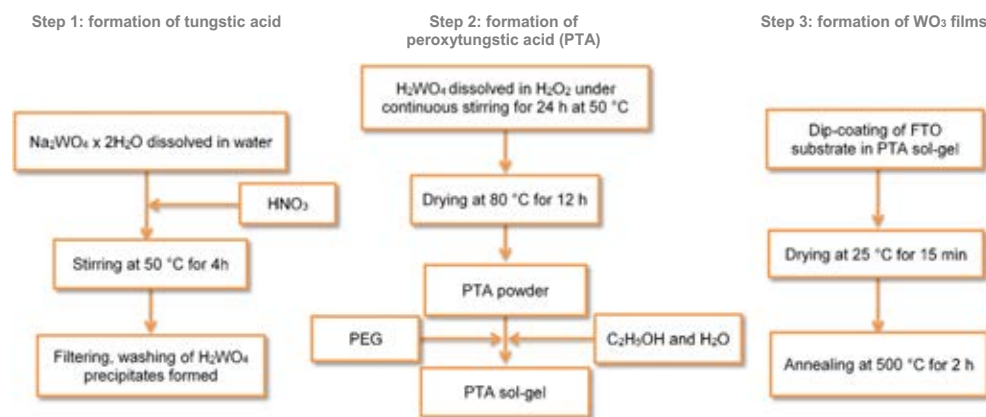 Step 1: formation of tungstic acid
Na₂WO₄ x 2H₂O dissolved in water
HNO₃
Stirring at 50 °C for 4h
Filtering, washing of H₂WO₄
precipitates formed
Step 2: formation of
peroxytungstic acid (PTA)
H₂WO₄ dissolved in H₂O₂ under
continuous stirring for 24 h at 50 °C
Drying at 80 °C for 12 h
PTA powder
PEG
C₂H₅OH and H₂O
PTA sol-gel
Step 3: formation of WO₃ films
Dip-coating of FTO
substrate in PTA sol-gel
Drying at 25 °C for 15 min
Annealing at 500 °C for 2 h